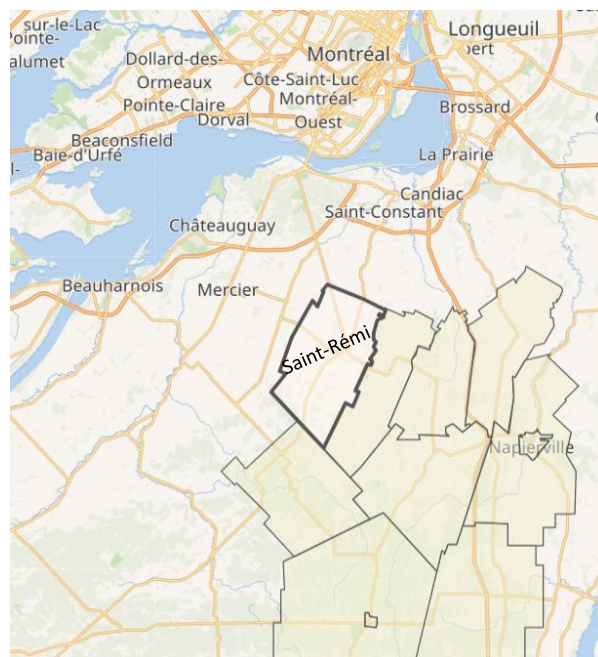 sur-le-Lac
Pointe-
alumet
Dollard-des-
Ormeaux
Pointe-Claire
Dorval
Beaconsfield
Baie-d'Urfé
Montréal
Longueuil
Côte-Saint-Luc
Montréal-
Ouest
Brossard
La Prairie
Candiac
Saint-Constant
Châteauguay
Beauharnois
Mercier
Saint-Rémi
Napierville